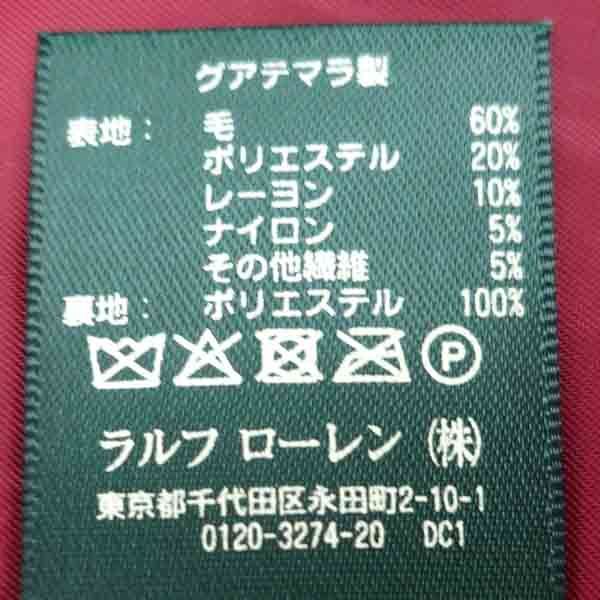 グアテマラ製
表地： 毛 60%
ポリエステル 20%
レーヨン 10%
ナイロン 5%
その他繊維 5%
裏地： ポリエステル 100%
P
ラルフ ローレン ㈱
東京都千代田区永田町2-10-1
0120-3274-20 DC1